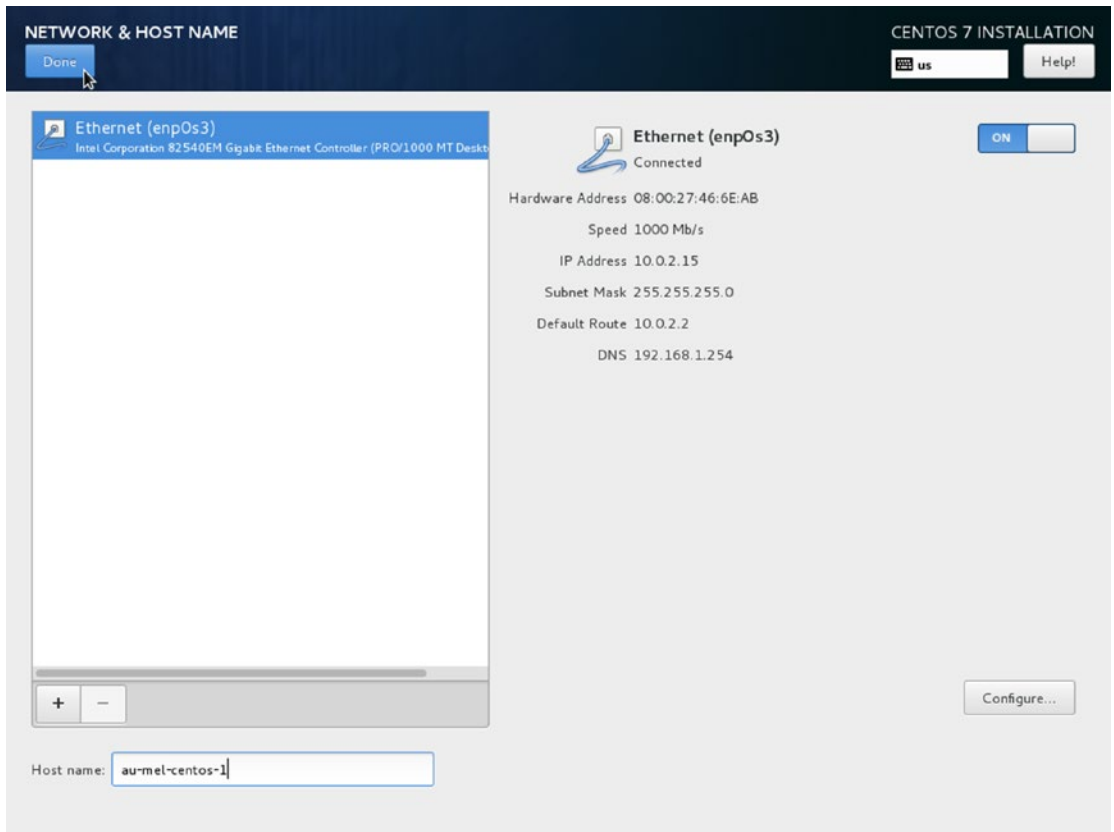 NETWORK & HOST NAME
CENTOS 7 INSTALLATION
Done
us
Help!
Ethernet (enp0s3)
Intel Corporation 82540EM Gigabit Ethernet Controller (PRO/1000 MT Deskt
Ethernet (enp0s3)
Connected
ON
Hardware Address 08:00:27:46:6E:AB
Speed 1000 Mb/s
IP Address 10.0.2.15
Subnet Mask 255.255.255.0
Default Route 10.0.2.2
DNS 192.168.1.254
+ −
Configure...
Host name: au-mel-centos-1